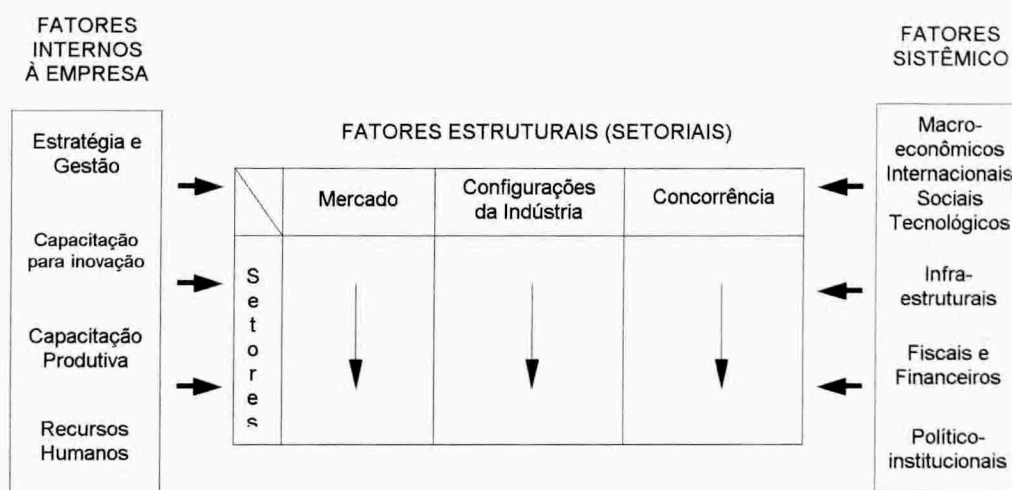 FATORES
INTERNOS
À EMPRESA
Estratégia e
Gestão
Capacitação
para inovação
Capacitação
Produtiva
Recursos
Humanos
FATORES ESTRUTURAIS (SETORIAIS)
Mercado
Configurações
da Indústria
Concorrência
S
e
t
o
r
e
s
FATORES
SISTÊMICO
Macro-
econômicos
Internacionais
Sociais
Tecnológicos
Infra-
estruturais
Fiscais e
Financeiros
Político-
institucionais